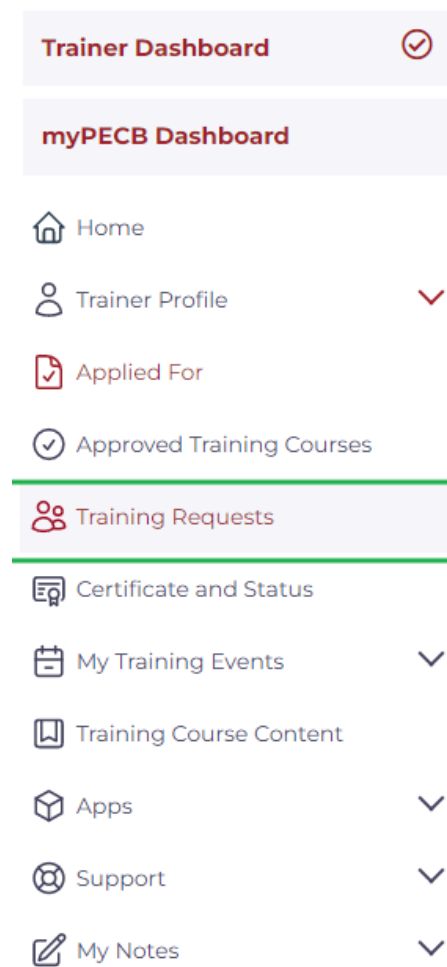 Trainer Dashboard
myPECB Dashboard
Home
Trainer Profile
Applied For
Approved Training Courses
Training Requests
Certificate and Status
My Training Events
Training Course Content
Apps
Support
My Notes